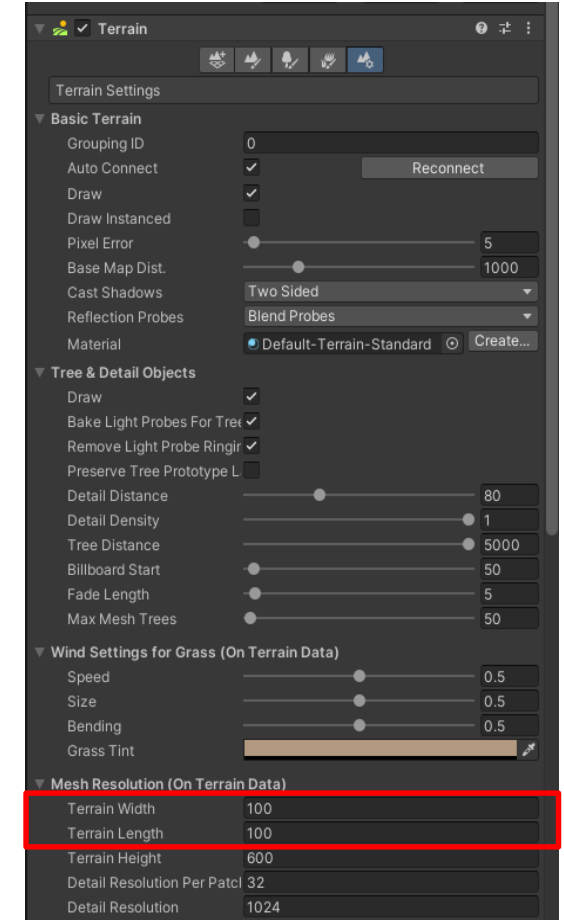 Terrain
Terrain Settings
Basic Terrain
Grouping ID 0
Auto Connect Reconnect
Draw
Draw Instanced
Pixel Error 5
Base Map Dist. 1000
Cast Shadows Two Sided
Reflection Probes Blend Probes
Material Default-Terrain-Standard Create...
Tree & Detail Objects
Draw
Bake Light Probes For Tree
Remove Light Probe Ringin
Preserve Tree Prototype L
Detail Distance 80
Detail Density 1
Tree Distance 5000
Billboard Start 50
Fade Length 5
Max Mesh Trees 50
Wind Settings for Grass (On Terrain Data)
Speed 0.5
Size 0.5
Bending 0.5
Grass Tint
Mesh Resolution (On Terrain Data)
Terrain Width 100
Terrain Length 100
Terrain Height 600
Detail Resolution Per Patcl 32
Detail Resolution 1024